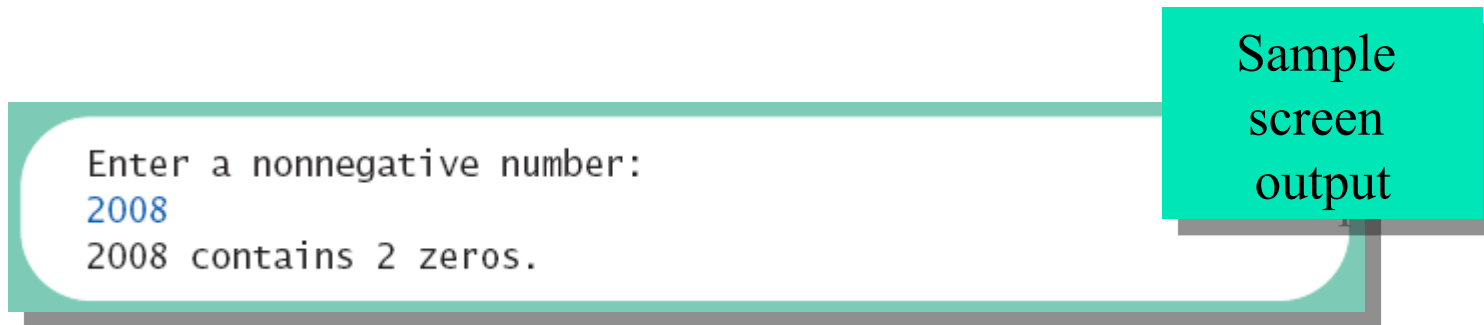 Sample
screen
output
Enter a nonnegative number:
2008
2008 contains 2 zeros.